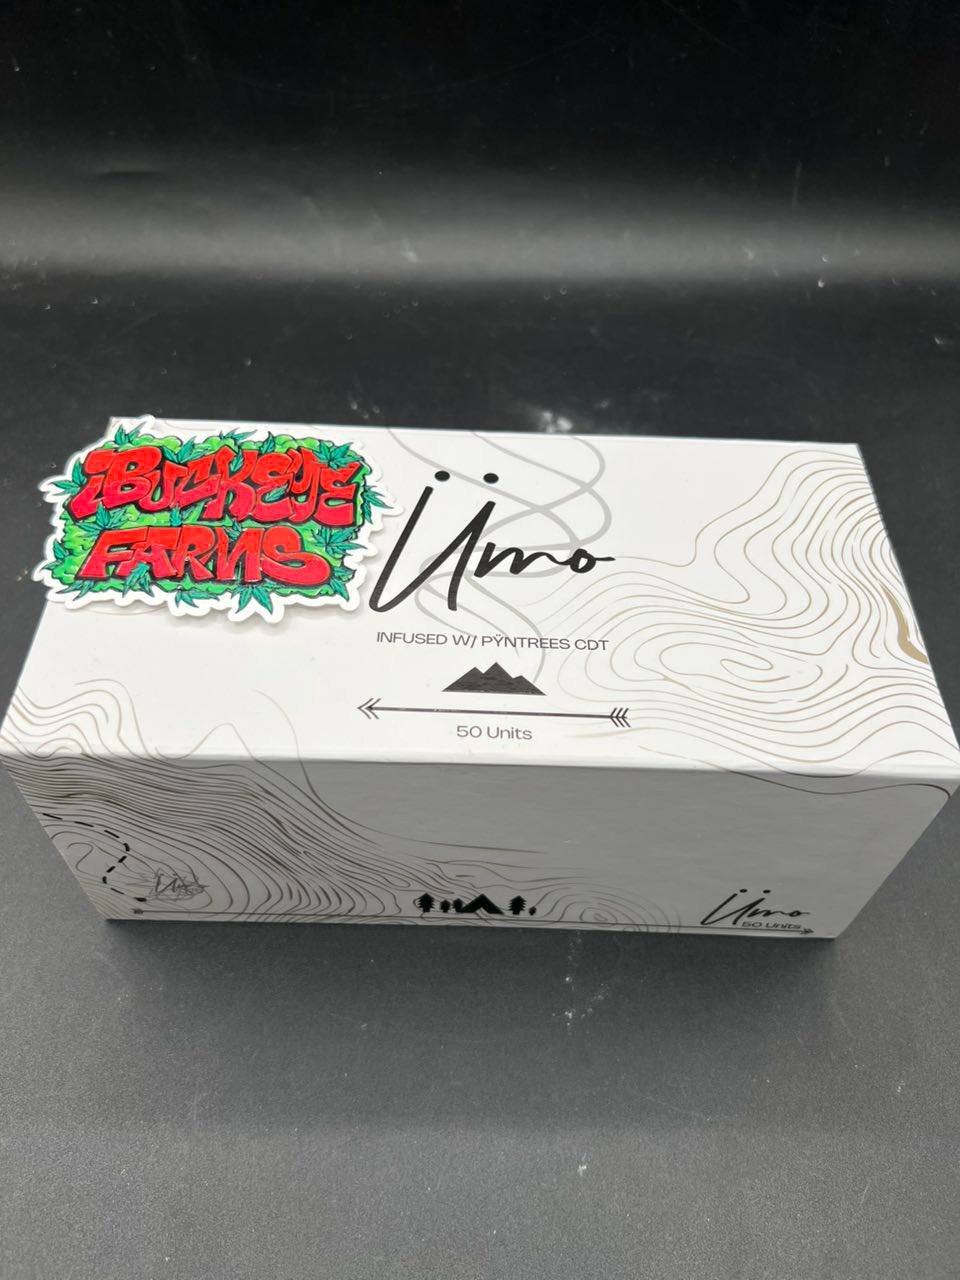 BUCKEYE
FARMS
Ümo
INFUSED W/ PŸNTREES CDT
50 Units
Ümo
50 Units